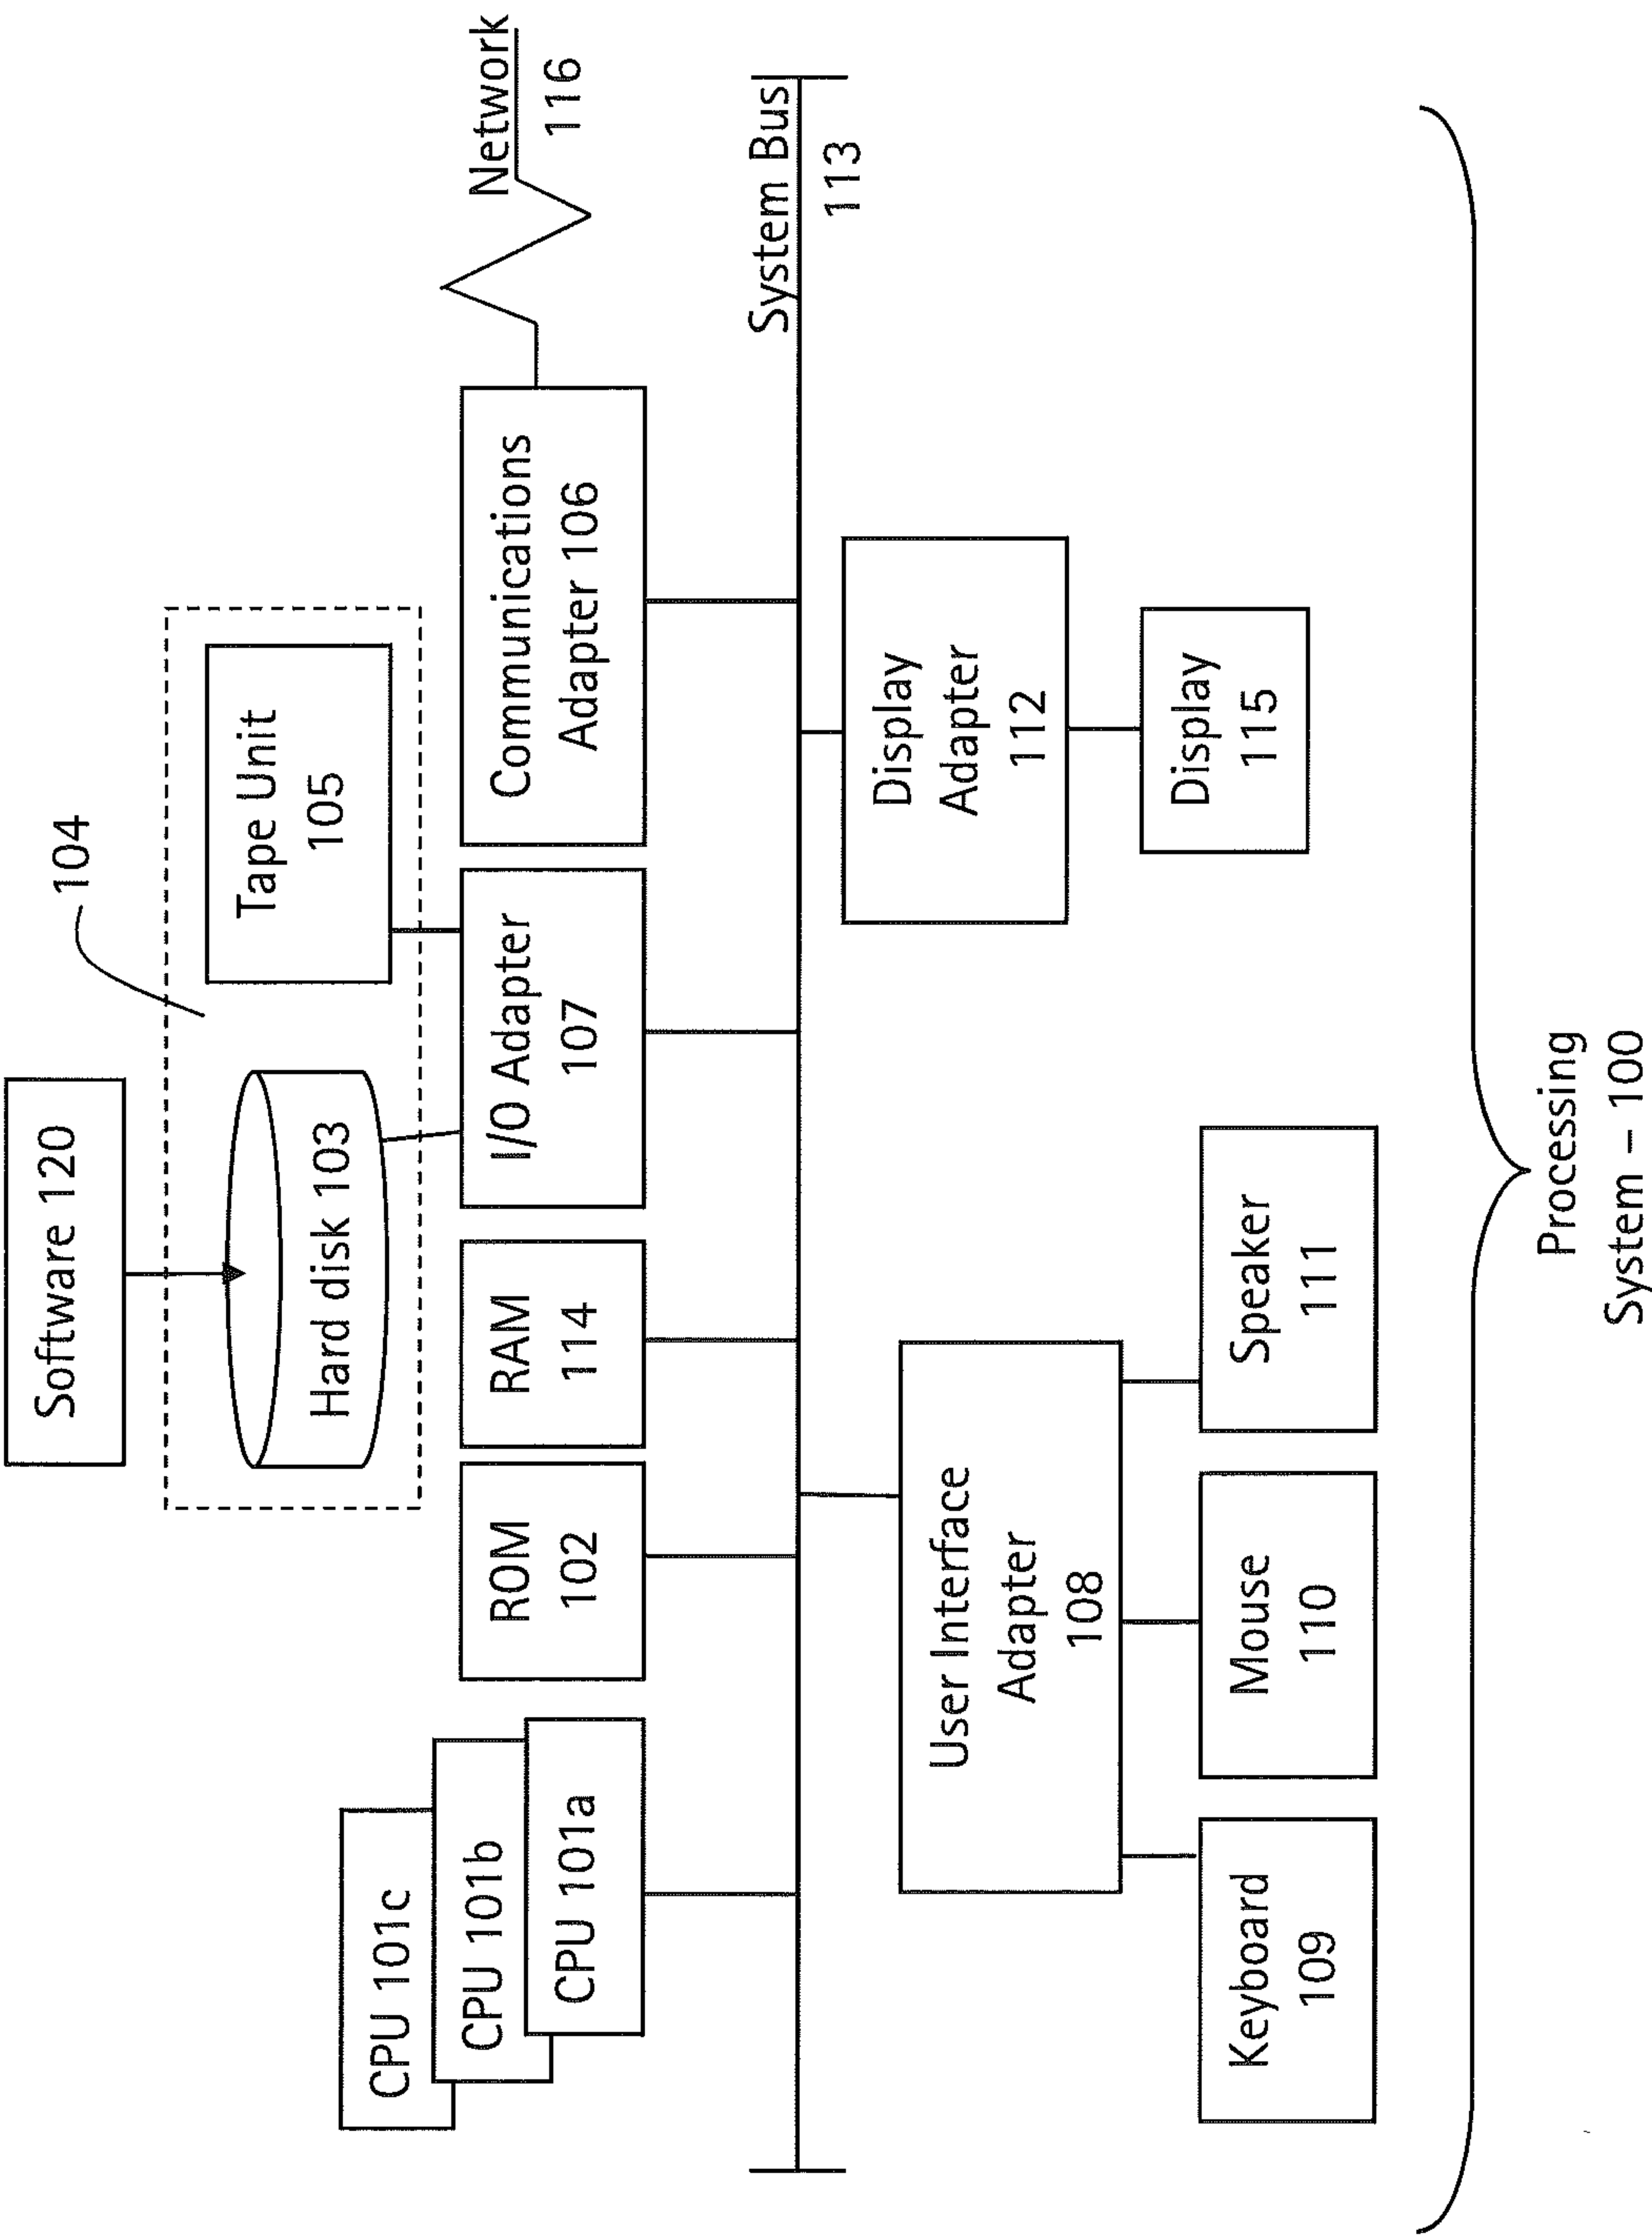 Software 120
104
Tape Unit
105
Hard disk 103
CPU 101c
CPU 101b
CPU 101a
ROM
102
RAM
114
I/O Adapter
107
Communications
Adapter 106
Network
116
System Bus
113
User Interface
Adapter
108
Display
Adapter
112
Keyboard
109
Mouse
110
Speaker
111
Display
115
Processing
System – 100